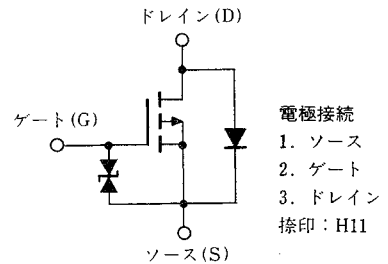 ドレイン(D)
ゲート(G)
電極接続
1. ソース
2. ゲート
3. ドレイン
捺印：H11
ソース(S)